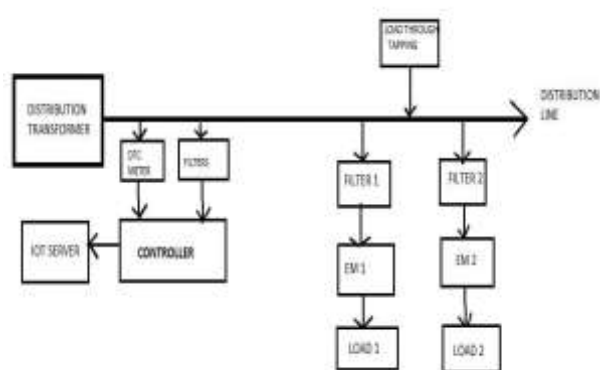 LOAD THROUGH
TAPPING
DISTRIBUTION
LINE
DISTRIBUTION
TRANSFORMER
DTC
METER
FILTERS
FILTER 1
FILTER 2
IOT SERVER
CONTROLLER
EM 1
EM 2
LOAD 1
LOAD 2